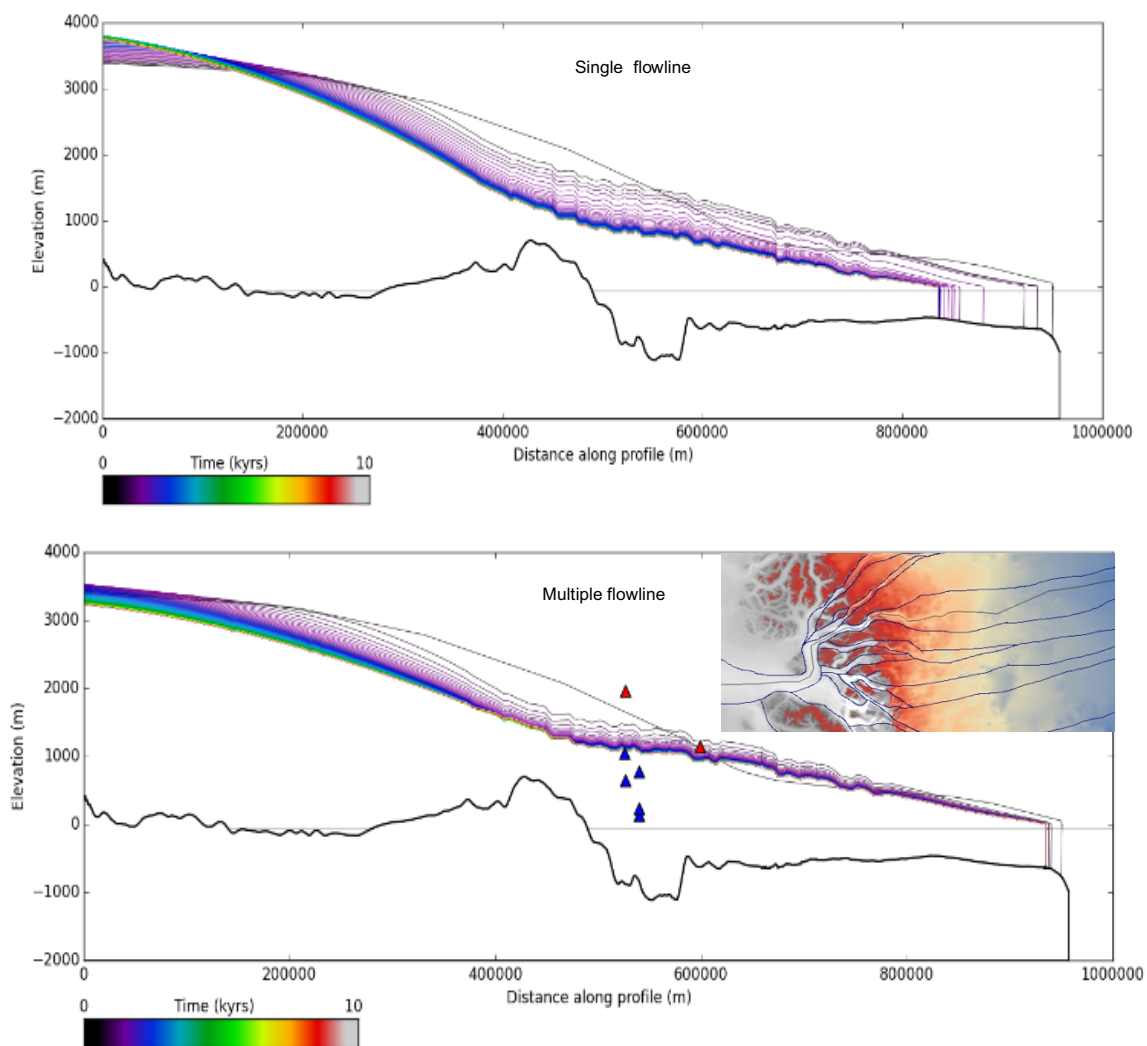 4000
Single  flowline
3000
2000
1000
0
−1000
−2000
Elevation (m)
0 200000 400000 600000 800000 1000000
Distance along profile (m)
0 Time (kyrs) 10
4000
Multiple flowline
3000
2000
1000
0
−1000
−2000
Elevation (m)
0 200000 400000 600000 800000 1000000
Distance along profile (m)
0 Time (kyrs) 10